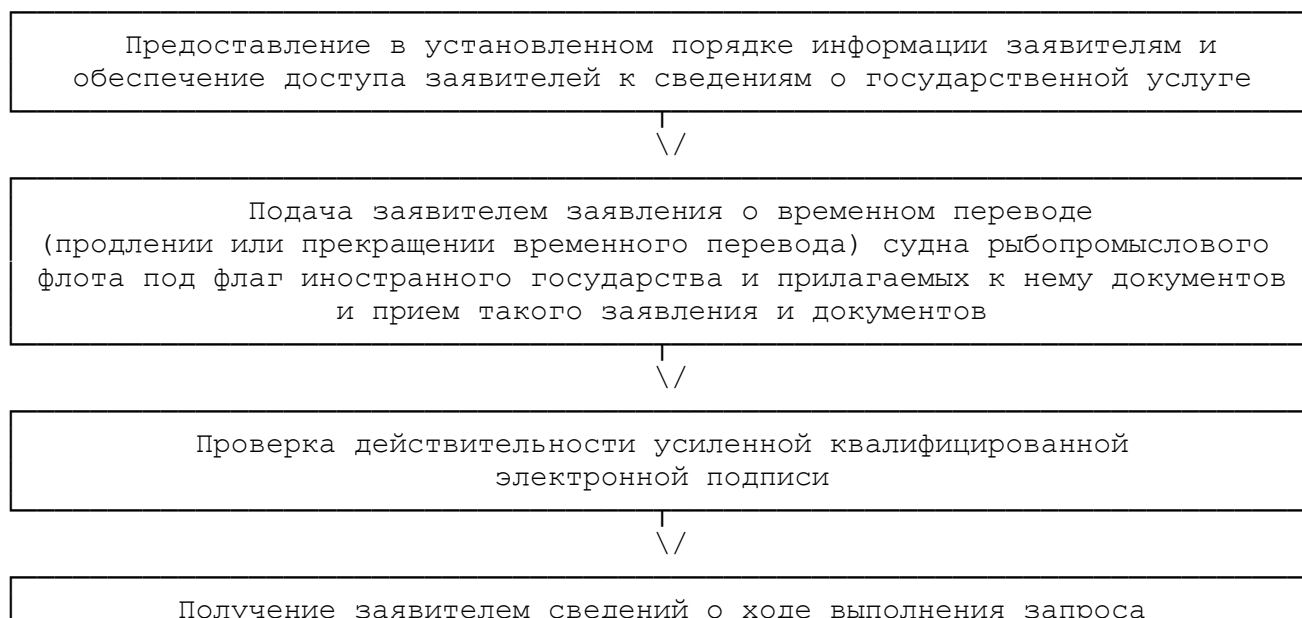 Предоставление в установленном порядке информации заявителям и
обеспечение доступа заявителей к сведениям о государственной услуге
\/
Подача заявителем заявления о временном переводе
(продлении или прекращении временного перевода) судна рыбопромыслового
флота под флаг иностранного государства и прилагаемых к нему документов
и прием такого заявления и документов
\/
Проверка действительности усиленной квалифицированной
электронной подписи
\/
Получение заявителем сведений о ходе выполнения запроса